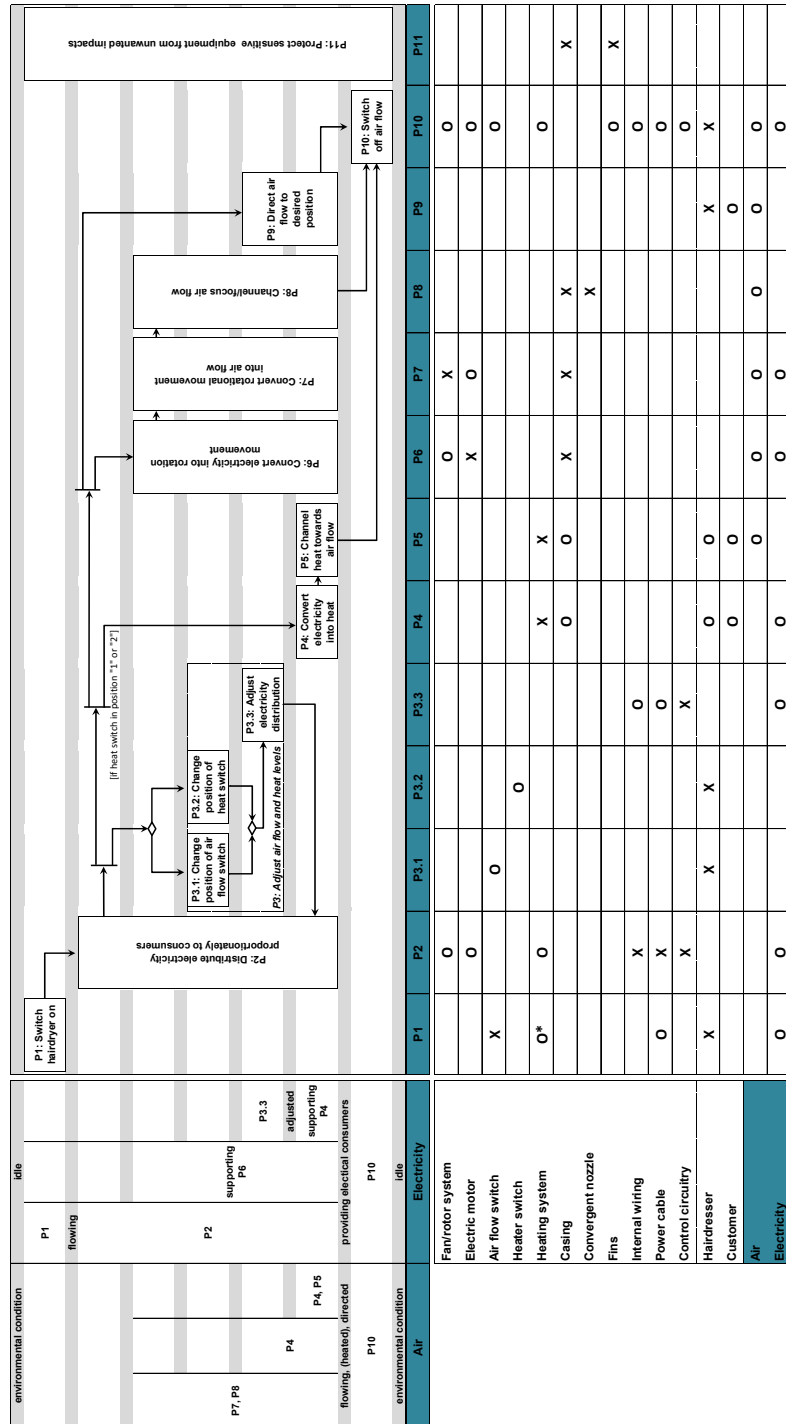 environmental condition
idle
P1
P1: Switch
hairdryer on
flowing
P7, P8
P4
P4, P5
P2
supporting
P6
P3.3
adjusted
supporting
P4
flowing, (heated), directed
providing electical consumers
P10
P10
environmental condition
idle
P2: Distribute electricity
proportionately to consumers
P3.1: Change
position of air
flow switch
P3.2: Change
position of
heat switch
P3.3: Adjust
electricity
distribution
P3: Adjust air flow and heat levels
[if heat switch in position "1" or "2"]
P4: Convert
electricity
into heat
P5: Channel
heat towards
air flow
P6: Convert electricity into rotation
movement
P7: Convert rotational movement
into air flow
P8: Channel/focus air flow
P9: Direct air
flow to
desired
position
P10: Switch
off air flow
P11: Protect sensitive equipment from unwanted impacts
Air Electricity P1 P2 P3.1 P3.2 P3.3 P4 P5 P6 P7 P8 P9 P10 P11
Fan/rotor system O O X O
Electric motor O X O O
Air flow switch X O O
Heater switch O
Heating system O* O X X O
Casing O O X X X X
Convergent nozzle X
Fins O X
Internal wiring X O O
Power cable O X O O
Control circuitry X X O
Hairdresser X X X O O X X
Customer O O O
Air O O O O O O
Electricity O O O O O O O